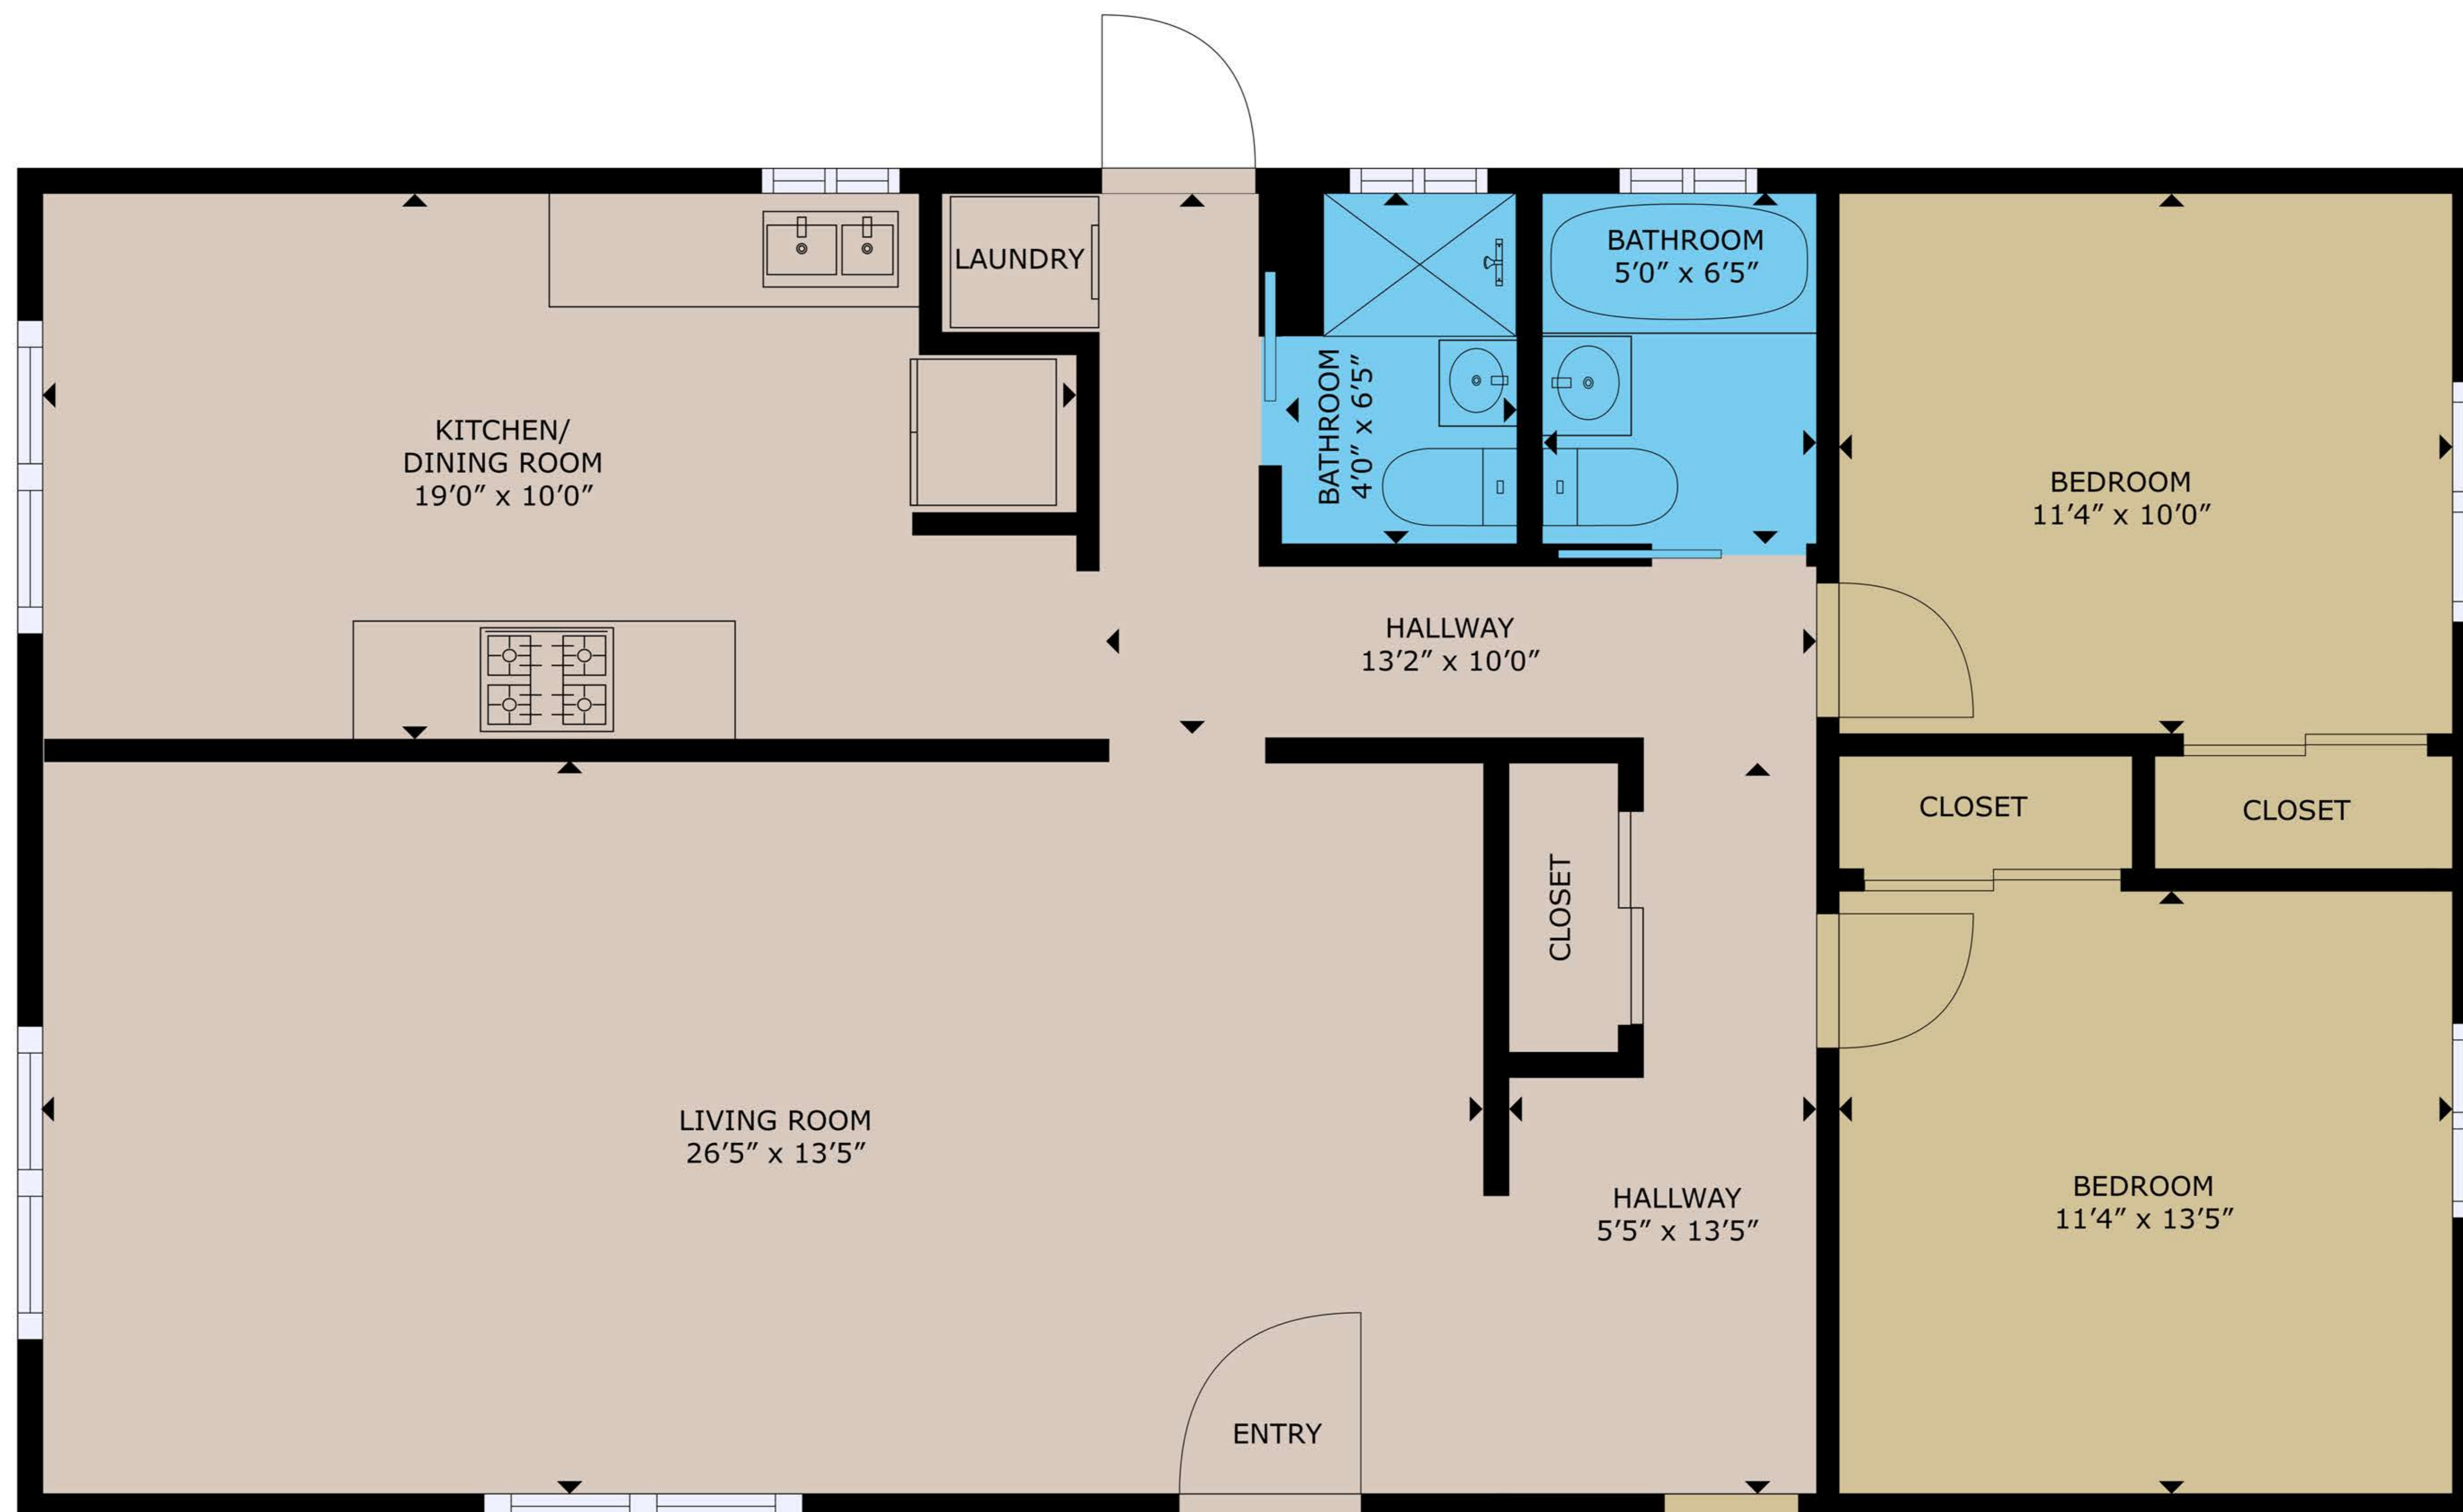 LAUNDRY
BATHROOM
5′0″ x 6′5″
BATHROOM
4′0″ x 6′5″
KITCHEN/
DINING ROOM
19′0″ x 10′0″
BEDROOM
11′4″ x 10′0″
HALLWAY
13′2″ x 10′0″
CLOSET
CLOSET
CLOSET
LIVING ROOM
26′5″ x 13′5″
HALLWAY
5′5″ x 13′5″
BEDROOM
11′4″ x 13′5″
ENTRY